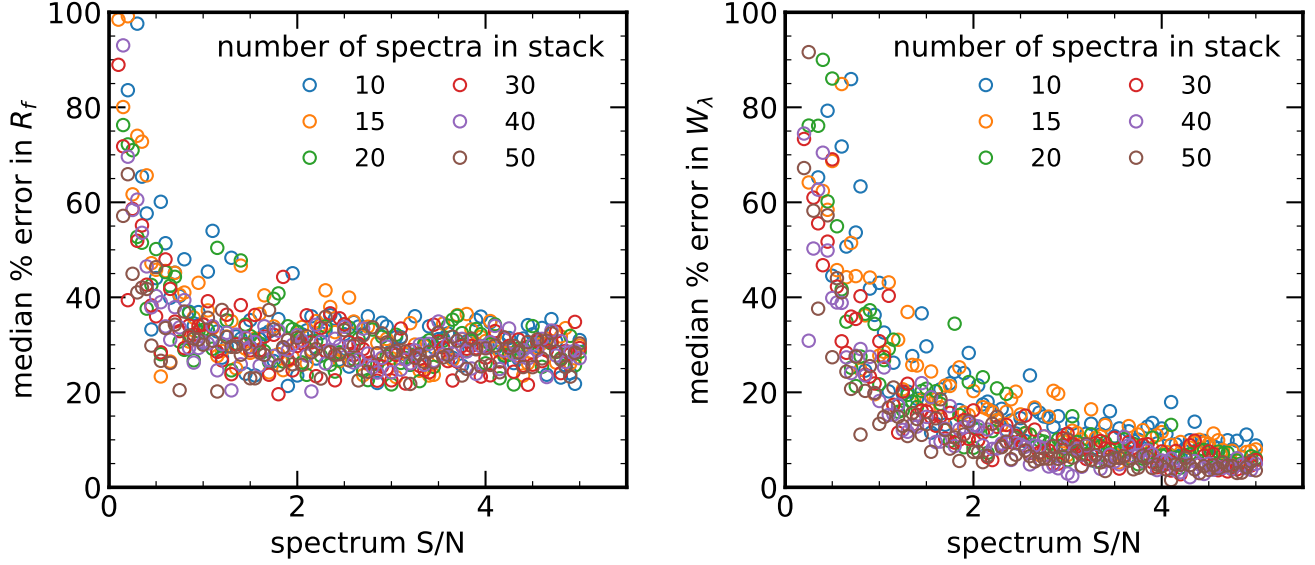 100
80
60
40
20
0
0 2 4
median % error in R_f
spectrum S/N
number of spectra in stack
10 30
15 40
20 50
100
80
60
40
20
0
0 2 4
median % error in W_λ
spectrum S/N
number of spectra in stack
10 30
15 40
20 50